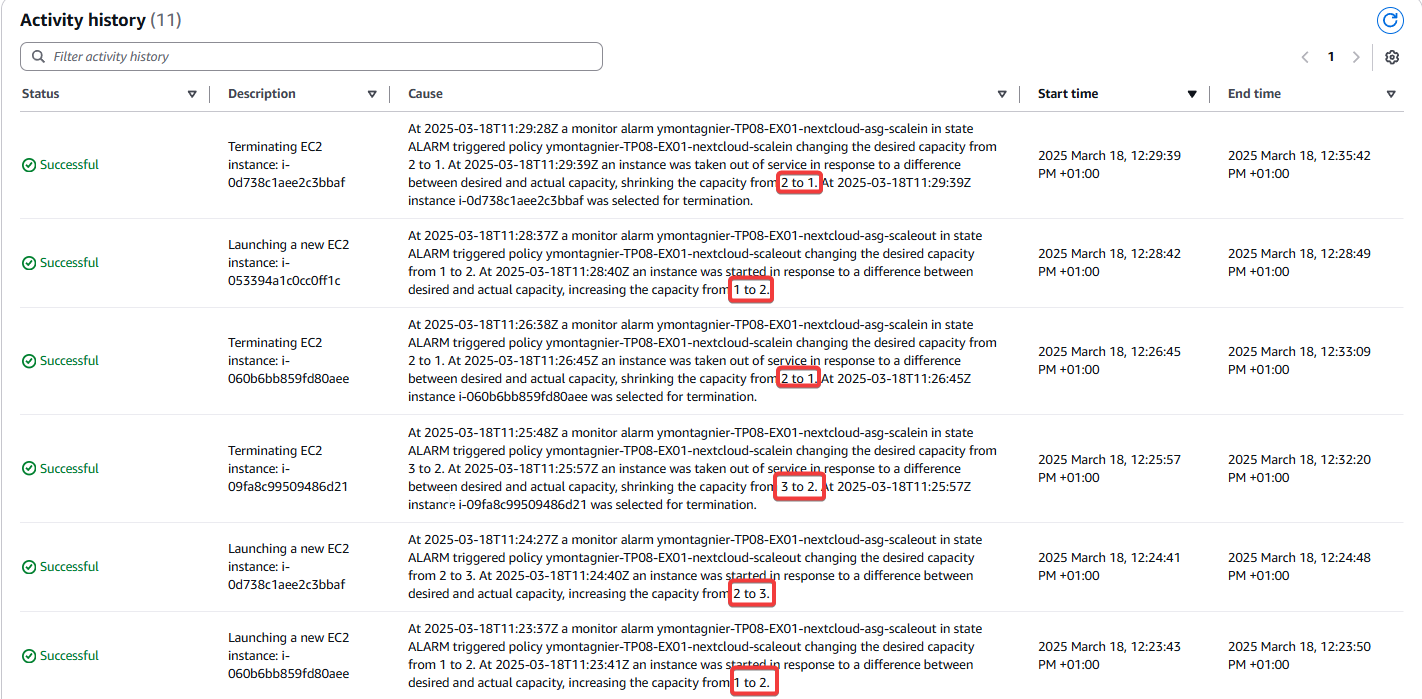 Activity history (11)
Filter activity history
1
Status Description Cause Start time End time
Successful
Terminating EC2
instance: i-
0d738c1aee2c3bbaf
At 2025-03-18T11:29:28Z a monitor alarm ymontagnier-TP08-EX01-nextcloud-asg-scalein in state
ALARM triggered policy ymontagnier-TP08-EX01-nextcloud-scalein changing the desired capacity from
2 to 1. At 2025-03-18T11:29:39Z an instance was taken out of service in response to a difference
between desired and actual capacity, shrinking the capacity from 2 to 1. At 2025-03-18T11:29:39Z
instance i-0d738c1aee2c3bbaf was selected for termination.
2025 March 18, 12:29:39
PM +01:00
2025 March 18, 12:35:42
PM +01:00
Successful
Launching a new EC2
instance: i-
053394a1c0cc0ff1c
At 2025-03-18T11:28:37Z a monitor alarm ymontagnier-TP08-EX01-nextcloud-asg-scaleout in state
ALARM triggered policy ymontagnier-TP08-EX01-nextcloud-scaleout changing the desired capacity
from 1 to 2. At 2025-03-18T11:28:40Z an instance was started in response to a difference between
desired and actual capacity, increasing the capacity from 1 to 2.
2025 March 18, 12:28:42
PM +01:00
2025 March 18, 12:28:49
PM +01:00
Successful
Terminating EC2
instance: i-
060b6bb859fd80aee
At 2025-03-18T11:26:38Z a monitor alarm ymontagnier-TP08-EX01-nextcloud-asg-scalein in state
ALARM triggered policy ymontagnier-TP08-EX01-nextcloud-scalein changing the desired capacity from
2 to 1. At 2025-03-18T11:26:45Z an instance was taken out of service in response to a difference
between desired and actual capacity, shrinking the capacity from 2 to 1. At 2025-03-18T11:26:45Z
instance i-060b6bb859fd80aee was selected for termination.
2025 March 18, 12:26:45
PM +01:00
2025 March 18, 12:33:09
PM +01:00
Successful
Terminating EC2
instance: i-
09fa8c99509486d21
At 2025-03-18T11:25:48Z a monitor alarm ymontagnier-TP08-EX01-nextcloud-asg-scalein in state
ALARM triggered policy ymontagnier-TP08-EX01-nextcloud-scalein changing the desired capacity from
3 to 2. At 2025-03-18T11:25:57Z an instance was taken out of service in response to a difference
between desired and actual capacity, shrinking the capacity from 3 to 2. At 2025-03-18T11:25:57Z
instance i-09fa8c99509486d21 was selected for termination.
2025 March 18, 12:25:57
PM +01:00
2025 March 18, 12:32:20
PM +01:00
Successful
Launching a new EC2
instance: i-
0d738c1aee2c3bbaf
At 2025-03-18T11:24:27Z a monitor alarm ymontagnier-TP08-EX01-nextcloud-asg-scaleout in state
ALARM triggered policy ymontagnier-TP08-EX01-nextcloud-scaleout changing the desired capacity
from 2 to 3. At 2025-03-18T11:24:40Z an instance was started in response to a difference between
desired and actual capacity, increasing the capacity from 2 to 3.
2025 March 18, 12:24:41
PM +01:00
2025 March 18, 12:24:48
PM +01:00
Successful
Launching a new EC2
instance: i-
060b6bb859fd80aee
At 2025-03-18T11:23:37Z a monitor alarm ymontagnier-TP08-EX01-nextcloud-asg-scaleout in state
ALARM triggered policy ymontagnier-TP08-EX01-nextcloud-scaleout changing the desired capacity
from 1 to 2. At 2025-03-18T11:23:41Z an instance was started in response to a difference between
desired and actual capacity, increasing the capacity from 1 to 2.
2025 March 18, 12:23:43
PM +01:00
2025 March 18, 12:23:50
PM +01:00